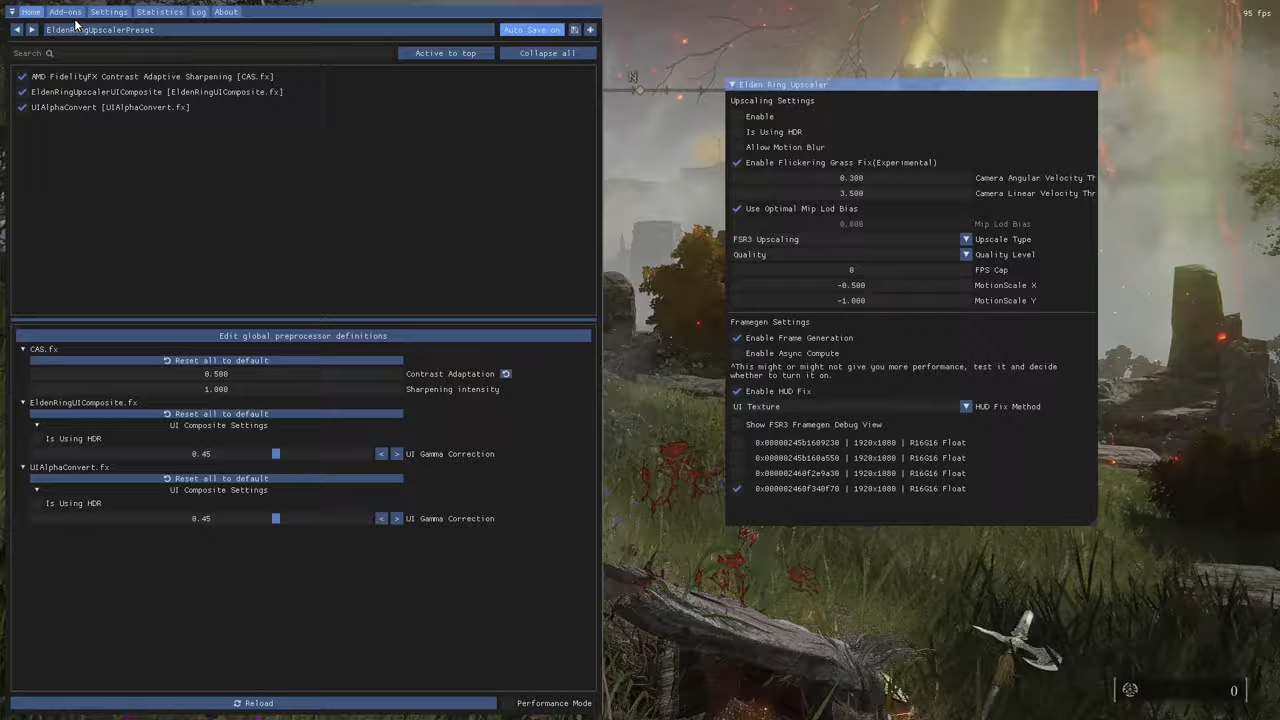 Home Add-ons Settings Statistics Log About
EldenRingUpscalerPreset
Auto Save on
Search
Active to top
Collapse all
AMD FidelityFX Contrast Adaptive Sharpening [CAS.fx]
EldenRingUpscalerUIComposite [EldenRingUIComposite.fx]
UIAlphaConvert [UIAlphaConvert.fx]
Edit global preprocessor definitions
CAS.fx
Reset all to default
0.500 Contrast Adaptation
1.000 Sharpening intensity
EldenRingUIComposite.fx
Reset all to default
UI Composite Settings
Is Using HDR
0.45 < > UI Gamma Correction
UIAlphaConvert.fx
Reset all to default
UI Composite Settings
Is Using HDR
0.45 < > UI Gamma Correction
Reload
Performance Mode
95 fps
N
Elden Ring Upscaler
Upscaling Settings
Enable
Is Using HDR
Allow Motion Blur
Enable Flickering Grass Fix(Experimental)
0.300 Camera Angular Velocity Th
3.500 Camera Linear Velocity Thr
Use Optimal Mip Lod Bias
0.000 Mip Lod Bias
FSR3 Upscaling Upscale Type
Quality Quality Level
8 FPS Cap
-0.500 MotionScale X
-1.000 MotionScale Y
Framegen Settings
Enable Frame Generation
Enable Async Compute
^This might or might not give you more performance, test it and decide
whether to turn it on.
Enable HUD Fix
UI Texture HUD Fix Method
Show FSR3 Framegen Debug View
0x00000245b1609230 | 1920x1080 | R16G16 Float
0x00000245b160a550 | 1920x1080 | R16G16 Float
0x000002460f2e9a30 | 1920x1080 | R16G16 Float
0x000002460f340f70 | 1920x1080 | R16G16 Float
0